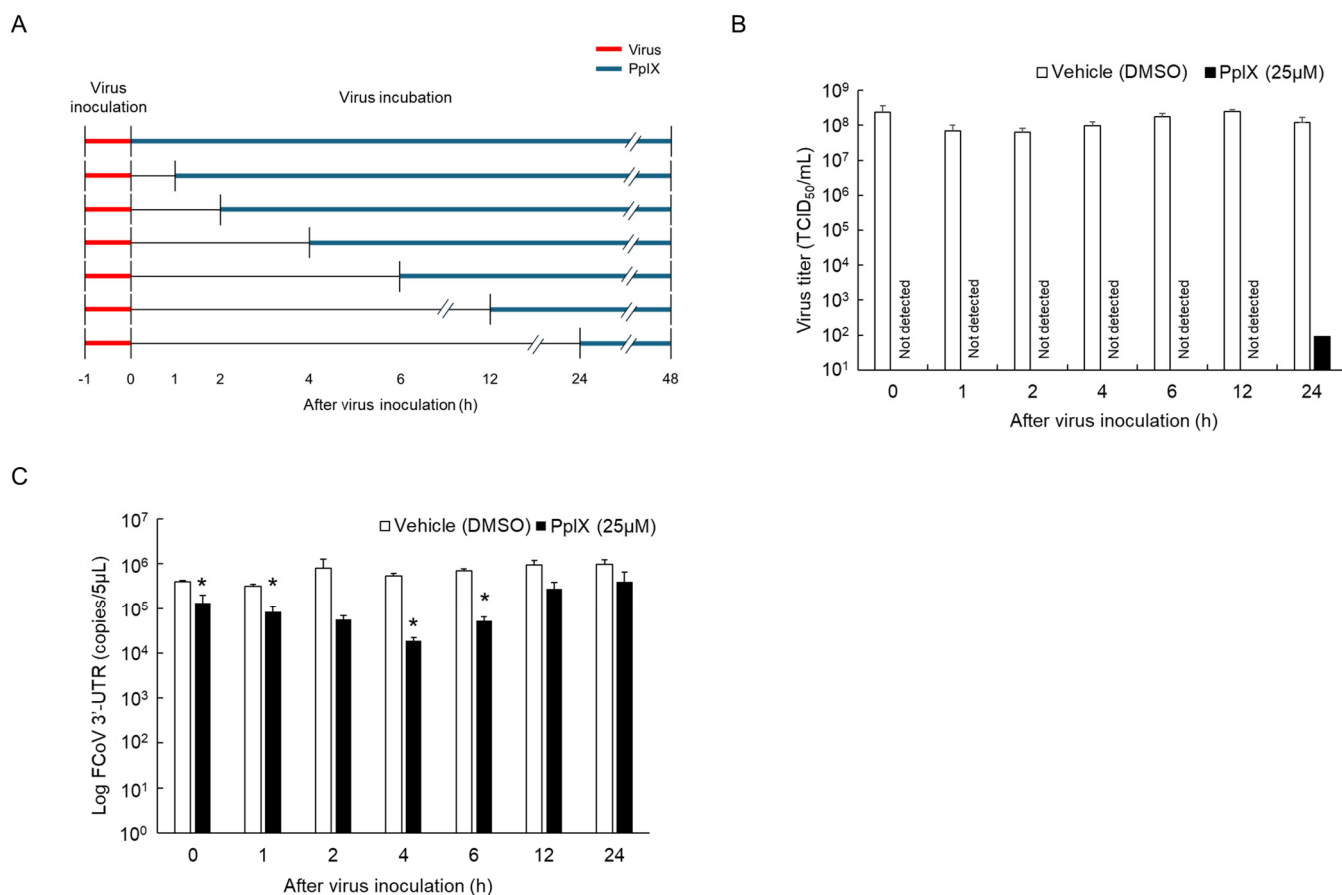 A
Virus
PpIX
Virus
inoculation
Virus incubation
-1 0 1 2 4 6 12 24 48
After virus inoculation (h)
B
Vehicle (DMSO) PpIX (25μM)
Virus titer (TCID50/mL)
10⁹
10⁸
10⁷
10⁶
10⁵
10⁴
10³
10²
10¹
Not detected
Not detected
Not detected
Not detected
Not detected
Not detected
0 1 2 4 6 12 24
After virus inoculation (h)
C
Vehicle (DMSO) PpIX (25μM)
Log FCoV 3'-UTR (copies/5μL)
10⁷
10⁶
10⁵
10⁴
10³
10²
10¹
10⁰
* * * *
0 1 2 4 6 12 24
After virus inoculation (h)